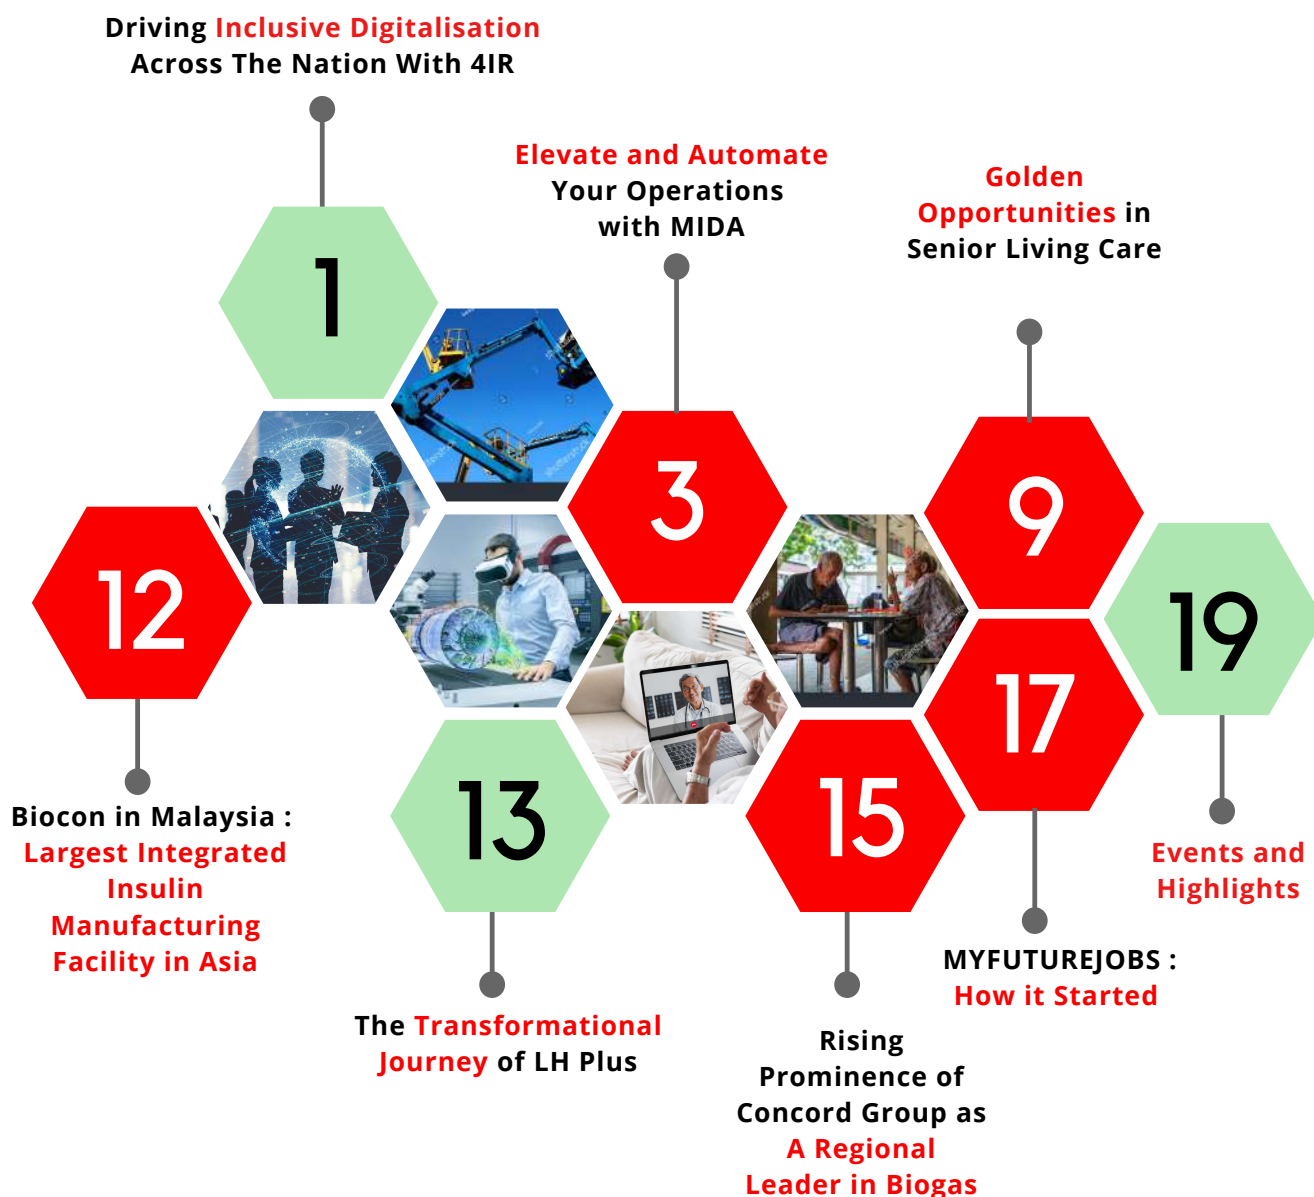 Driving Inclusive Digitalisation
Across The Nation With 4IR
Elevate and Automate
Your Operations
with MIDA
Golden
Opportunities in
Senior Living Care
1
3
9
12
19
17
13
15
Biocon in Malaysia :
Largest Integrated
Insulin
Manufacturing
Facility in Asia
Events and
Highlights
MYFUTUREJOBS :
How it Started
The Transformational
Journey of LH Plus
Rising
Prominence of
Concord Group as
A Regional
Leader in Biogas